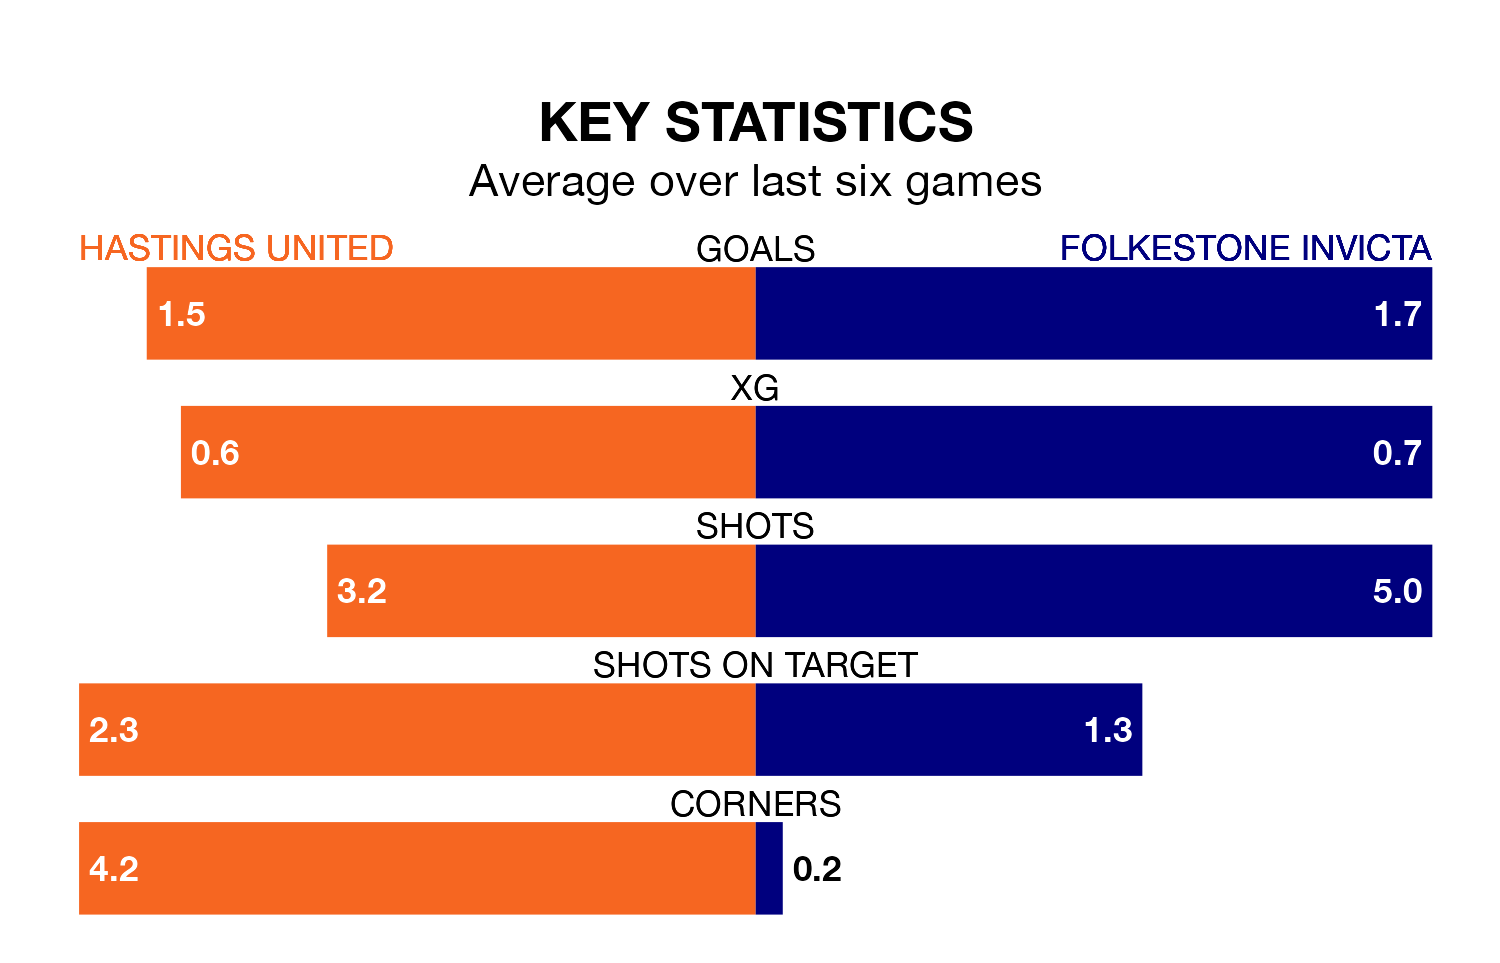 KEY STATISTICS
Average over last six games
HASTINGS UNITED GOALS FOLKESTONE INVICTA
1.5 1.7
XG
0.6 0.7
SHOTS
3.2 5.0
SHOTS ON TARGET
2.3 1.3
CORNERS
4.2 0.2